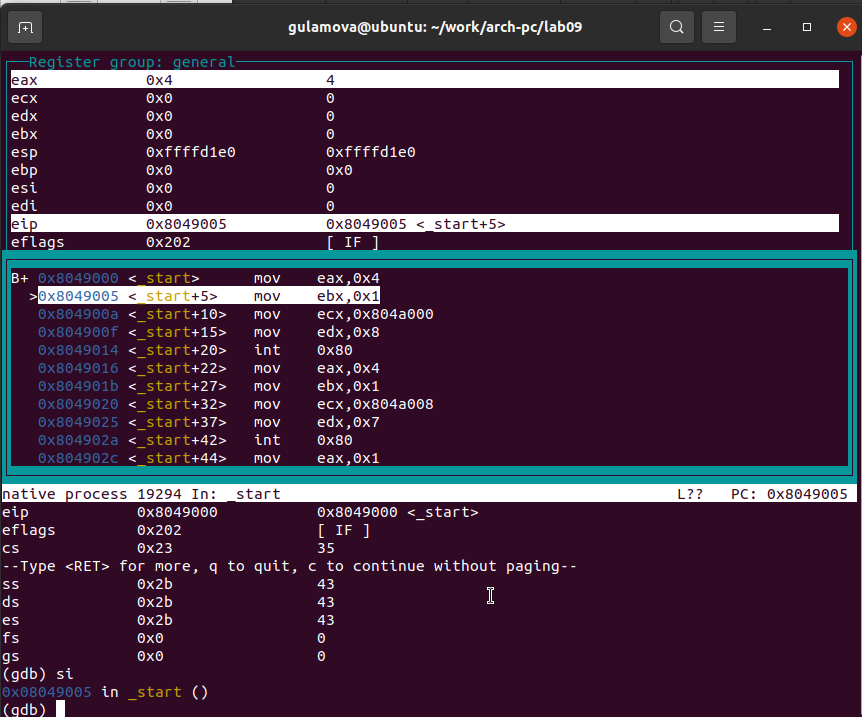 gulamova@ubuntu: ~/work/arch-pc/lab09
Register group: general
eax 0x4 4
ecx 0x0 0
edx 0x0 0
ebx 0x0 0
esp 0xffffd1e0 0xffffd1e0
ebp 0x0 0x0
esi 0x0 0
edi 0x0 0
eip 0x8049005 0x8049005 <_start+5>
eflags 0x202 [ IF ]
B+ 0x8049000 <_start> mov eax,0x4
>0x8049005 <_start+5> mov ebx,0x1
0x804900a <_start+10> mov ecx,0x804a000
0x804900f <_start+15> mov edx,0x8
0x8049014 <_start+20> int 0x80
0x8049016 <_start+22> mov eax,0x4
0x804901b <_start+27> mov ebx,0x1
0x8049020 <_start+32> mov ecx,0x804a008
0x8049025 <_start+37> mov edx,0x7
0x804902a <_start+42> int 0x80
0x804902c <_start+44> mov eax,0x1
native process 19294 In: _start L?? PC: 0x8049005
eip 0x8049000 0x8049000 <_start>
eflags 0x202 [ IF ]
cs 0x23 35
--Type <RET> for more, q to quit, c to continue without paging--
ss 0x2b 43
ds 0x2b 43
es 0x2b 43
fs 0x0 0
gs 0x0 0
(gdb) si
0x08049005 in _start ()
(gdb)